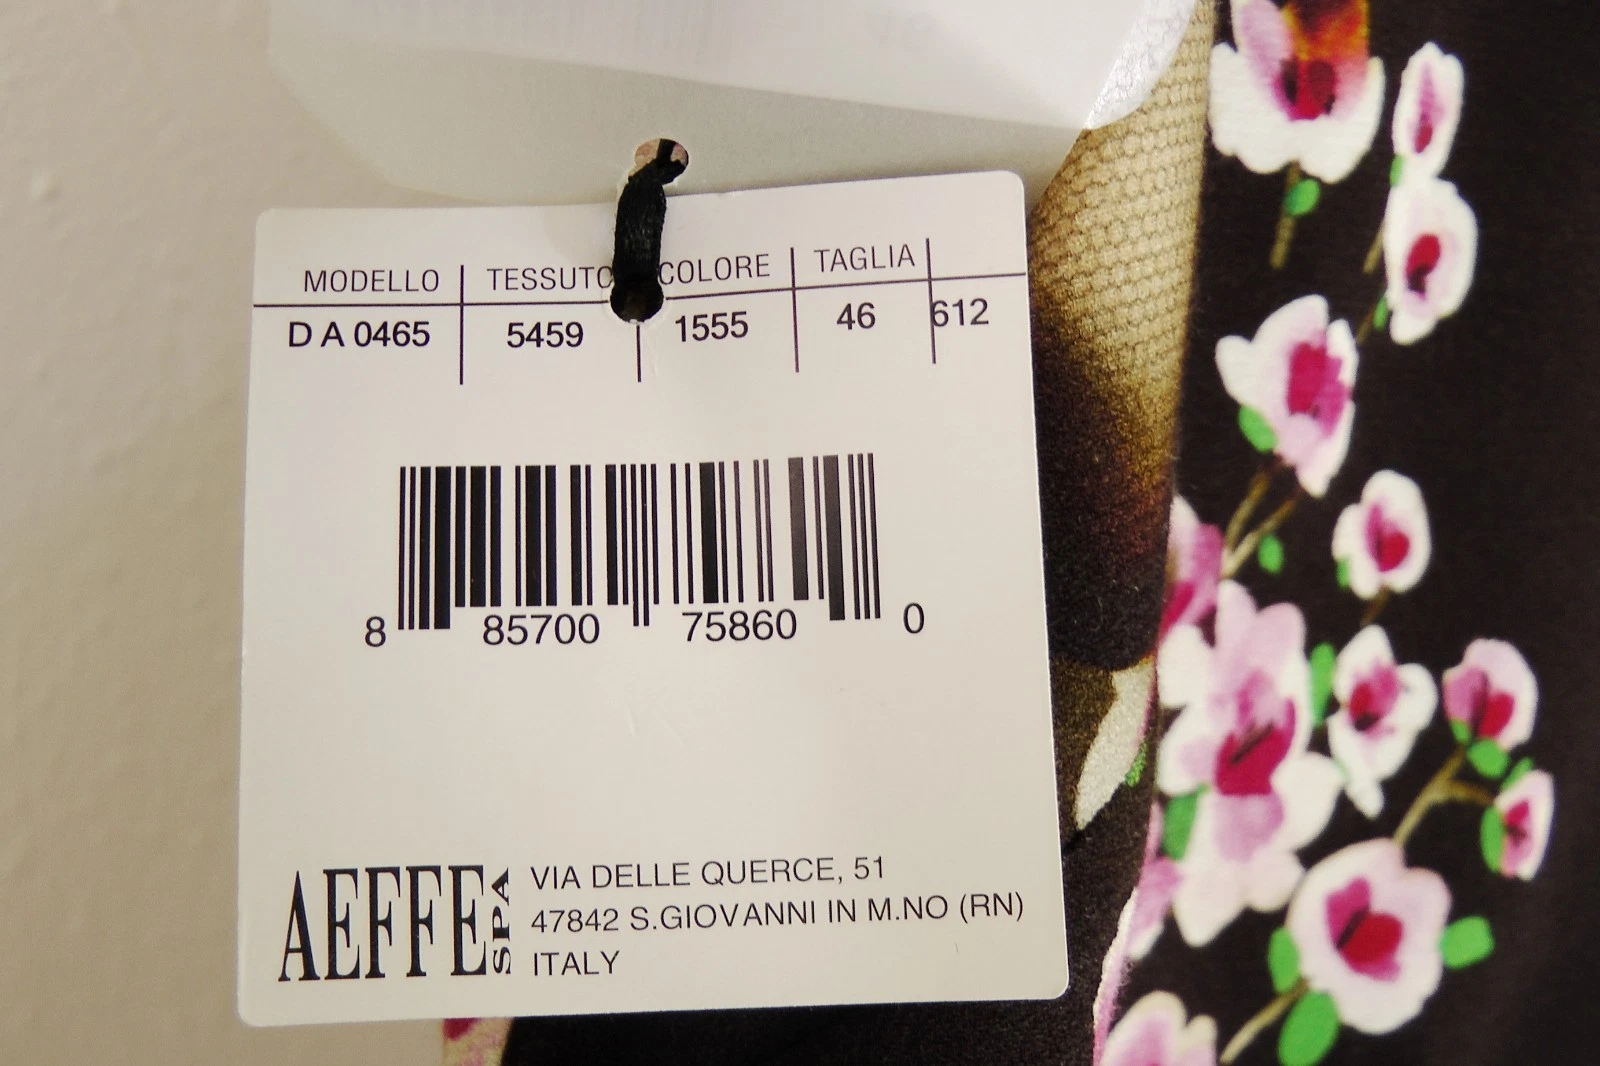 MODELLO TESSUTO COLORE TAGLIA
D A 0465 5459 1555 46 612
8 85700 75860 0
AEFFE SPA
VIA DELLE QUERCE, 51
47842 S.GIOVANNI IN M.NO (RN)
ITALY